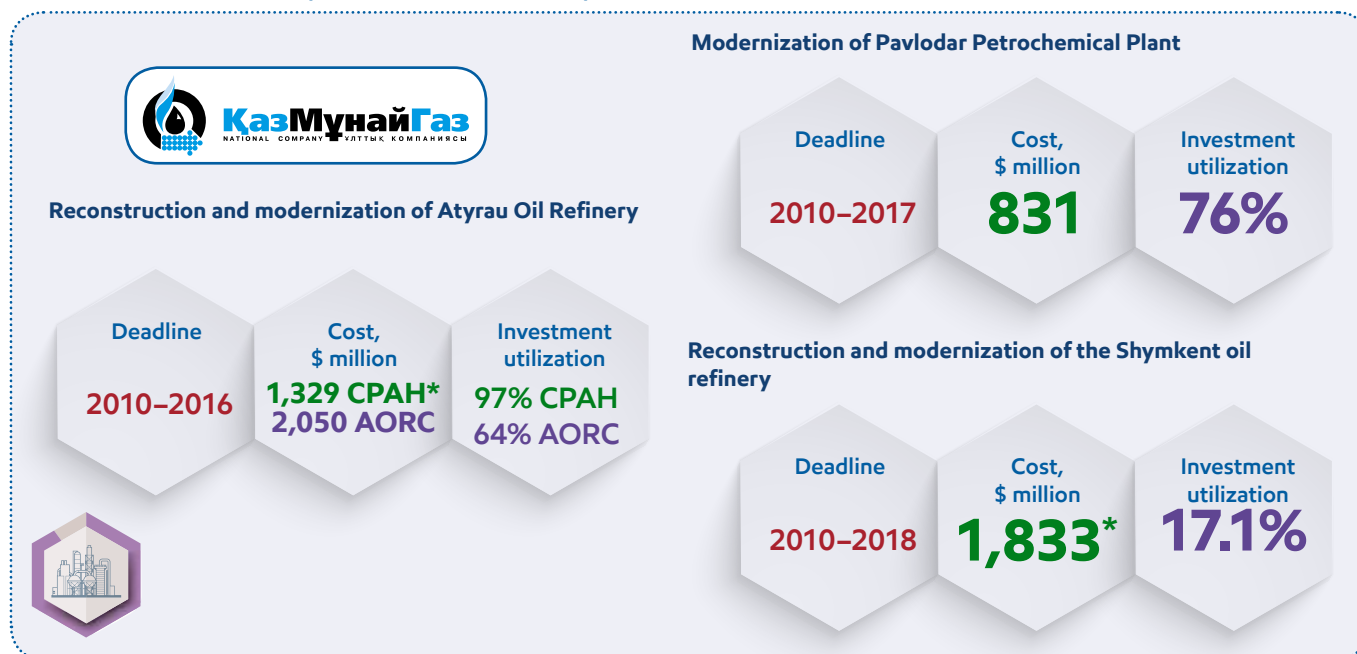 ҚазМұнайГаз
NATIONAL COMPANY ҰЛТТЫҚ КОМПАНИЯСЫ
Reconstruction and modernization of Atyrau Oil Refinery
Deadline
2010–2016
Cost,
$ million
1,329 CPAH*
2,050 AORC
Investment
utilization
97% CPAH
64% AORC
Modernization of Pavlodar Petrochemical Plant
Deadline
2010–2017
Cost,
$ million
831
Investment
utilization
76%
Reconstruction and modernization of the Shymkent oil
refinery
Deadline
2010–2018
Cost,
$ million
1,833*
Investment
utilization
17.1%